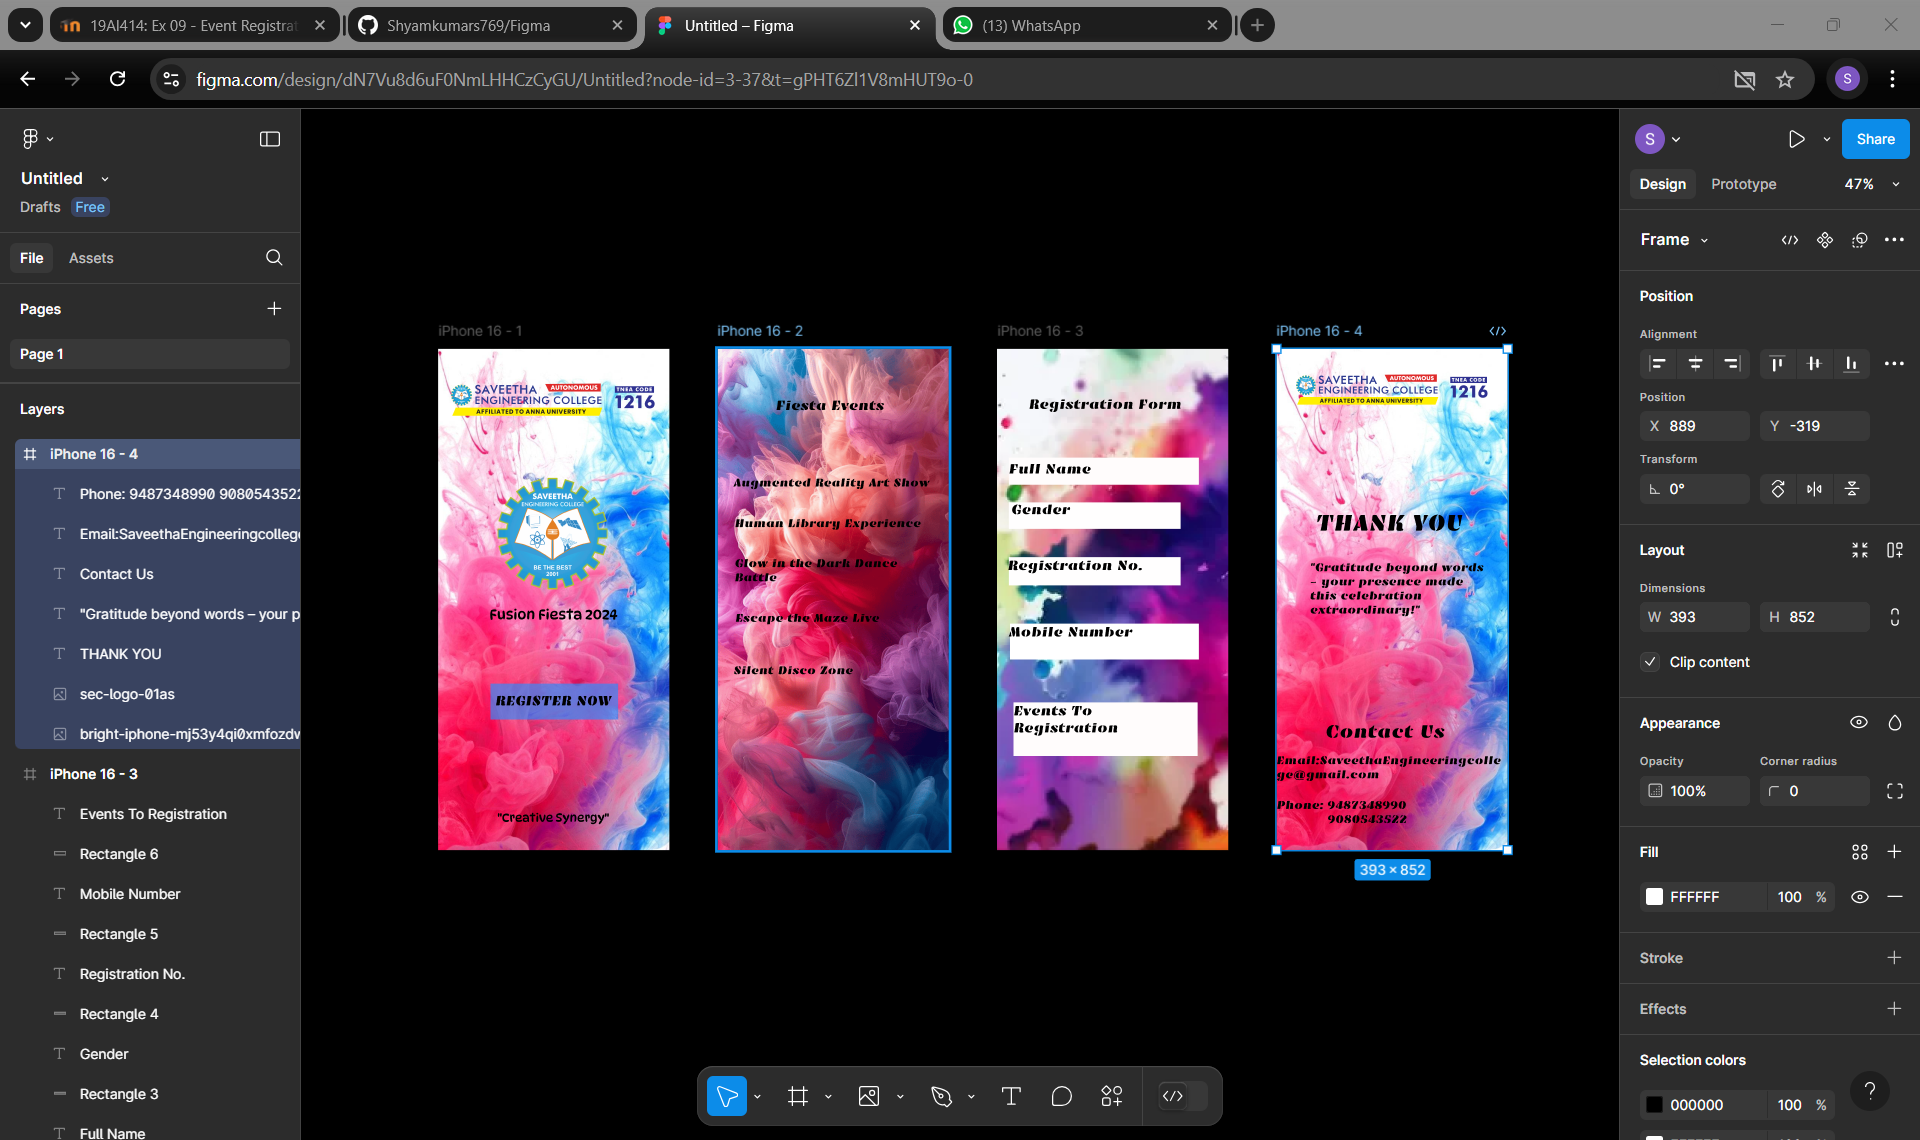 19AI414: Ex 09 - Event Registrat
Shyamkumars769/Figma
Untitled – Figma
(13) WhatsApp
figma.com/design/dN7Vu8d6uF0NmLHHCzCyGU/Untitled?node-id=3-37&t=gPHT6Zl1V8mHUT9o-0
S
Untitled
Drafts Free
File Assets
Pages
Page 1
Layers
iPhone 16 - 4
Phone: 9487348990 9080543522
Email:SaveethaEngineeringcollege
Contact Us
"Gratitude beyond words – your p
THANK YOU
sec-logo-01as
bright-iphone-mj53y4qi0xmfozdv
iPhone 16 - 3
Events To Registration
Rectangle 6
Mobile Number
Rectangle 5
Registration No.
Rectangle 4
Gender
Rectangle 3
Full Name
iPhone 16 - 1
SAVEETHA AUTONOMOUS
ENGINEERING COLLEGE
AFFILIATED TO ANNA UNIVERSITY
TNEA CODE
1216
SAVEETHA
ENGINEERING COLLEGE
BE THE BEST
2001
Fusion Fiesta 2024
REGISTER NOW
"Creative Synergy"
iPhone 16 - 2
Fiesta Events
Augmented Reality Art Show
Human Library Experience
Glow in the Dark Dance
Battle
Escape the Maze Live
Silent Disco Zone
iPhone 16 - 3
Registration Form
Full Name
Gender
Registration No.
Mobile Number
Events To
Registration
iPhone 16 - 4
SAVEETHA AUTONOMOUS
ENGINEERING COLLEGE
AFFILIATED TO ANNA UNIVERSITY
TNEA CODE
1216
THANK YOU
"Gratitude beyond words
– your presence made
this celebration
extraordinary!"
Contact Us
Email:SaveethaEngineeringcolle
ge@gmail.com
Phone: 9487348990
9080543522
393 × 852
S
Share
Design Prototype 47%
Frame
Position
Alignment
Position
X 889 Y -319
Transform
0°
Layout
Dimensions
W 393 H 852
Clip content
Appearance
Opacity Corner radius
100% 0
Fill
FFFFFF 100 %
Stroke
Effects
Selection colors
000000 100 %
?